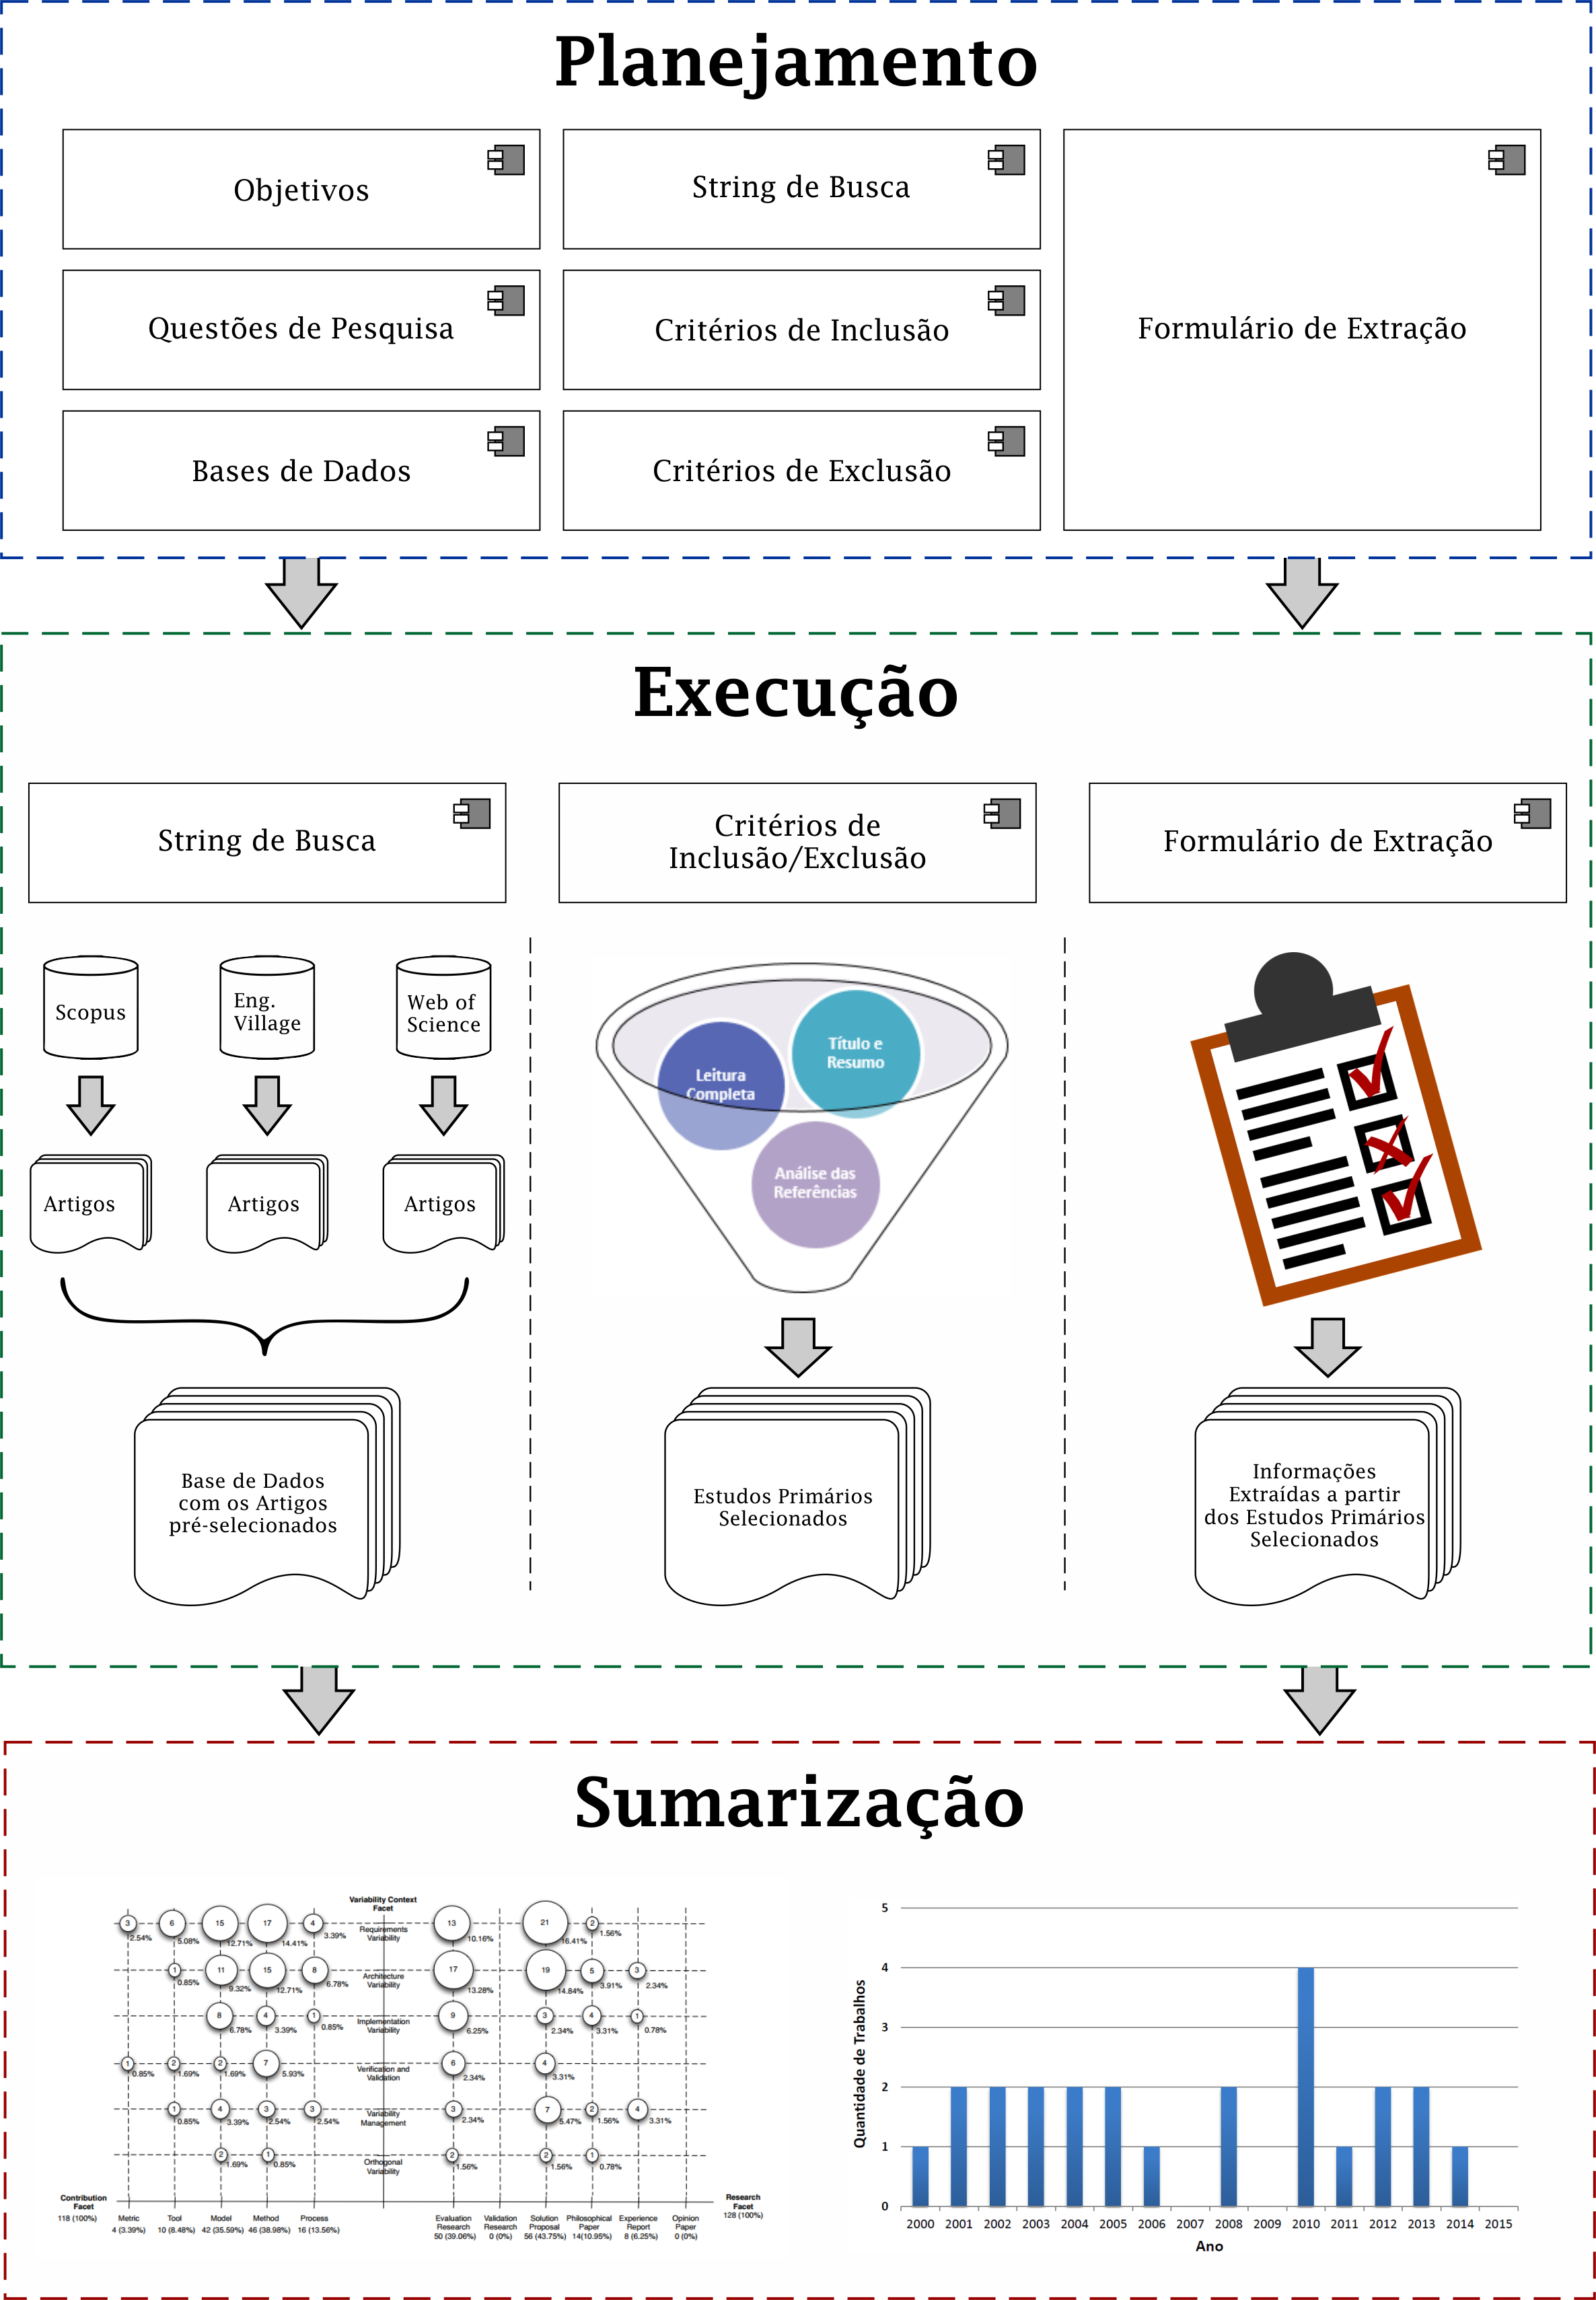 Planejamento
Objetivos
String de Busca
Questões de Pesquisa
Critérios de Inclusão
Formulário de Extração
Bases de Dados
Critérios de Exclusão
Execução
String de Busca
Critérios de
Inclusão/Exclusão
Formulário de Extração
Scopus
Eng.
Village
Web of
Science
Artigos
Artigos
Artigos
Base de Dados
com os Artigos
pré-selecionados
Título e
Resumo
Leitura
Completa
Análise das
Referências
Estudos Primários
Selecionados
Informações
Extraídas a partir
dos Estudos Primários
Selecionados
Sumarização
Variability Context
Facet
3 6 15 17 4
2.54% 5.08% 12.71% 14.41% 3.39%
Requirements
Variability
13 21 2
10.16% 16.41% 1.56%
1 11 15 8
0.85% 9.32% 12.71% 6.78%
Architecture
Variability
17 19 5 3
13.28% 14.84% 3.91% 2.34%
8 4 1
6.78% 3.39% 0.85%
Implementation
Variability
9 3 4 1
6.25% 2.34% 3.31% 0.78%
1 2 2 7
0.85% 1.69% 1.69% 5.93%
Verification and
Validation
6 4
2.34% 3.31%
1 4 3 3
0.85% 3.39% 2.54% 2.54%
Variability
Management
3 7 2 4
2.34% 5.47% 1.56% 3.31%
2 1
1.69% 0.85%
Orthogonal
Variability
2 2 1
1.56% 1.56% 0.78%
Contribution
Facet
118 (100%)
Metric
4 (3.39%)
Tool
10 (8.48%)
Model
42 (35.59%)
Method
46 (38.98%)
Process
16 (13.56%)
Evaluation
Research
50 (39.06%)
Validation
Research
0 (0%)
Solution
Proposal
56 (43.75%)
Philosophical
Paper
14(10.95%)
Experience
Report
8 (6.25%)
Opinion
Paper
0 (0%)
Research
Facet
128 (100%)
Quantidade de Trabalhos
5
4
3
2
1
0
2000 2001 2002 2003 2004 2005 2006 2007 2008 2009 2010 2011 2012 2013 2014 2015
Ano